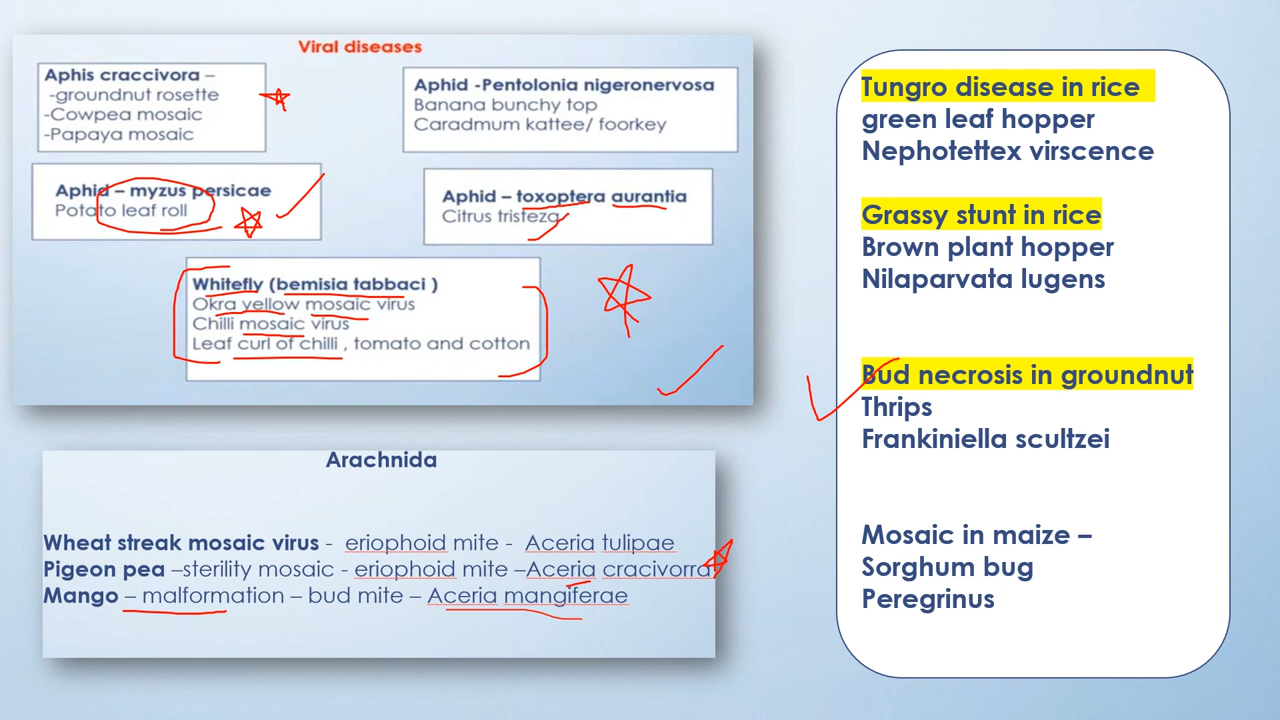 Viral diseases
Aphis craccivora –
-groundnut rosette
-Cowpea mosaic
-Papaya mosaic
Aphid -Pentolonia nigeronervosa
Banana bunchy top
Caradmum kattee/ foorkey
Aphid – myzus persicae
Potato leaf roll
Aphid – toxoptera aurantia
Citrus tristeza
Whitefly (bemisia tabbaci )
Okra yellow mosaic virus
Chilli mosaic virus
Leaf curl of chilli , tomato and cotton
Arachnida
Wheat streak mosaic virus - eriophoid mite - Aceria tulipae
Pigeon pea –sterility mosaic - eriophoid mite –Aceria cracivorra
Mango – malformation – bud mite – Aceria mangiferae
Tungro disease in rice
green leaf hopper
Nephotettex virscence
Grassy stunt in rice
Brown plant hopper
Nilaparvata lugens
Bud necrosis in groundnut
Thrips
Frankiniella scultzei
Mosaic in maize –
Sorghum bug
Peregrinus